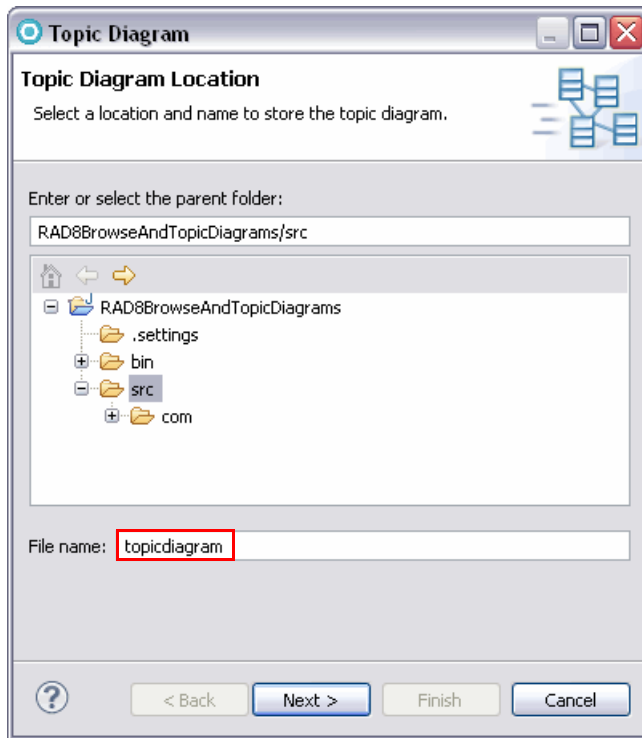 Topic Diagram
Topic Diagram Location
Select a location and name to store the topic diagram.
Enter or select the parent folder:
RAD8BrowseAndTopicDiagrams/src
RAD8BrowseAndTopicDiagrams
.settings
bin
src
com
File name: topicdiagram
? < Back Next > Finish Cancel